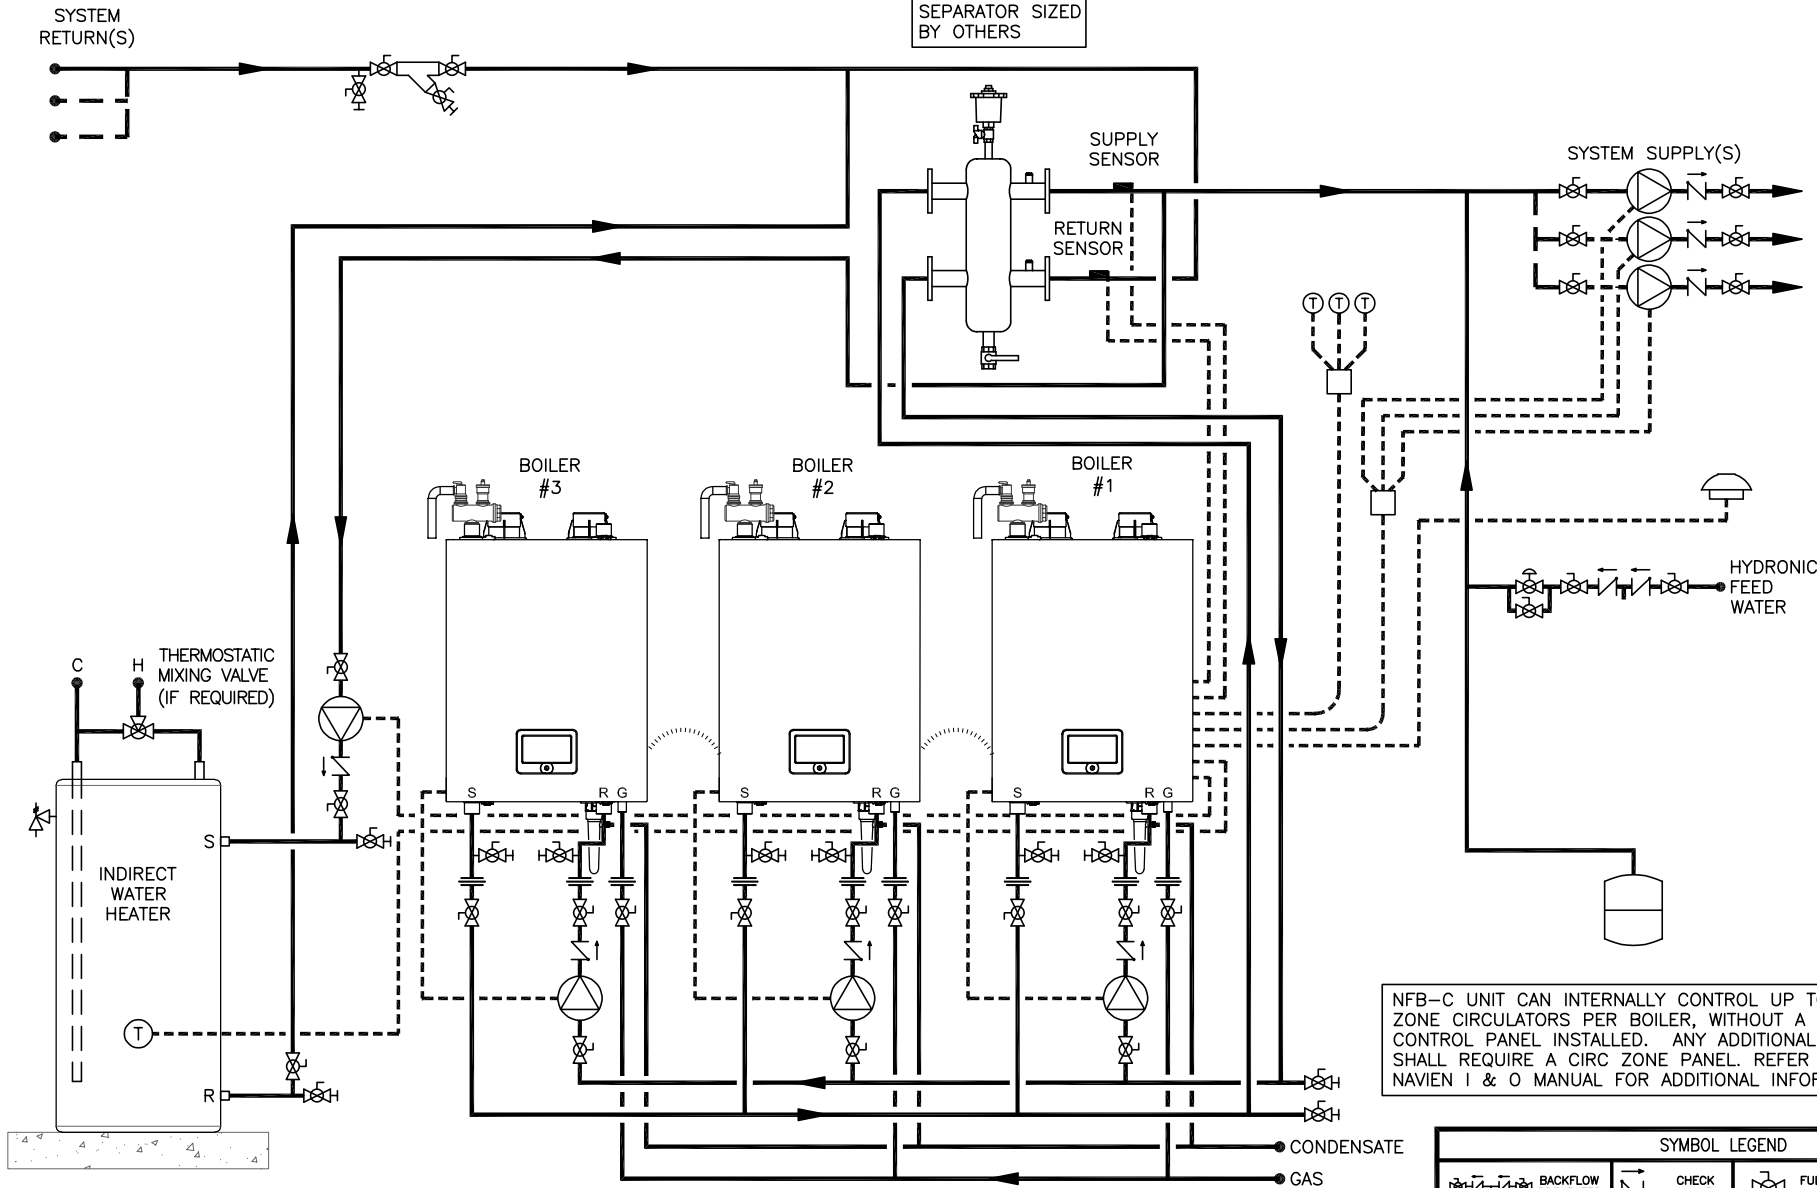 SYSTEM
RETURN(S)
SEPARATOR SIZED
BY OTHERS
SUPPLY
SENSOR
SYSTEM SUPPLY(S)
RETURN
SENSOR
T T T
BOILER
#3
BOILER
#2
BOILER
#1
HYDRONIC
FEED
WATER
C
H
THERMOSTATIC
MIXING VALVE
(IF REQUIRED)
S R G
S R G
S R G
S
INDIRECT
WATER
HEATER
T
R
NFB-C UNIT CAN INTERNALLY CONTROL UP
ZONE CIRCULATORS PER BOILER, WITHOUT A
CONTROL PANEL INSTALLED. ANY ADDITIONAL
SHALL REQUIRE A CIRC ZONE PANEL. REFER
NAVIEN I & O MANUAL FOR ADDITIONAL
CONDENSATE
GAS
SYMBOL LEGEND
BACKFLOW
CHECK